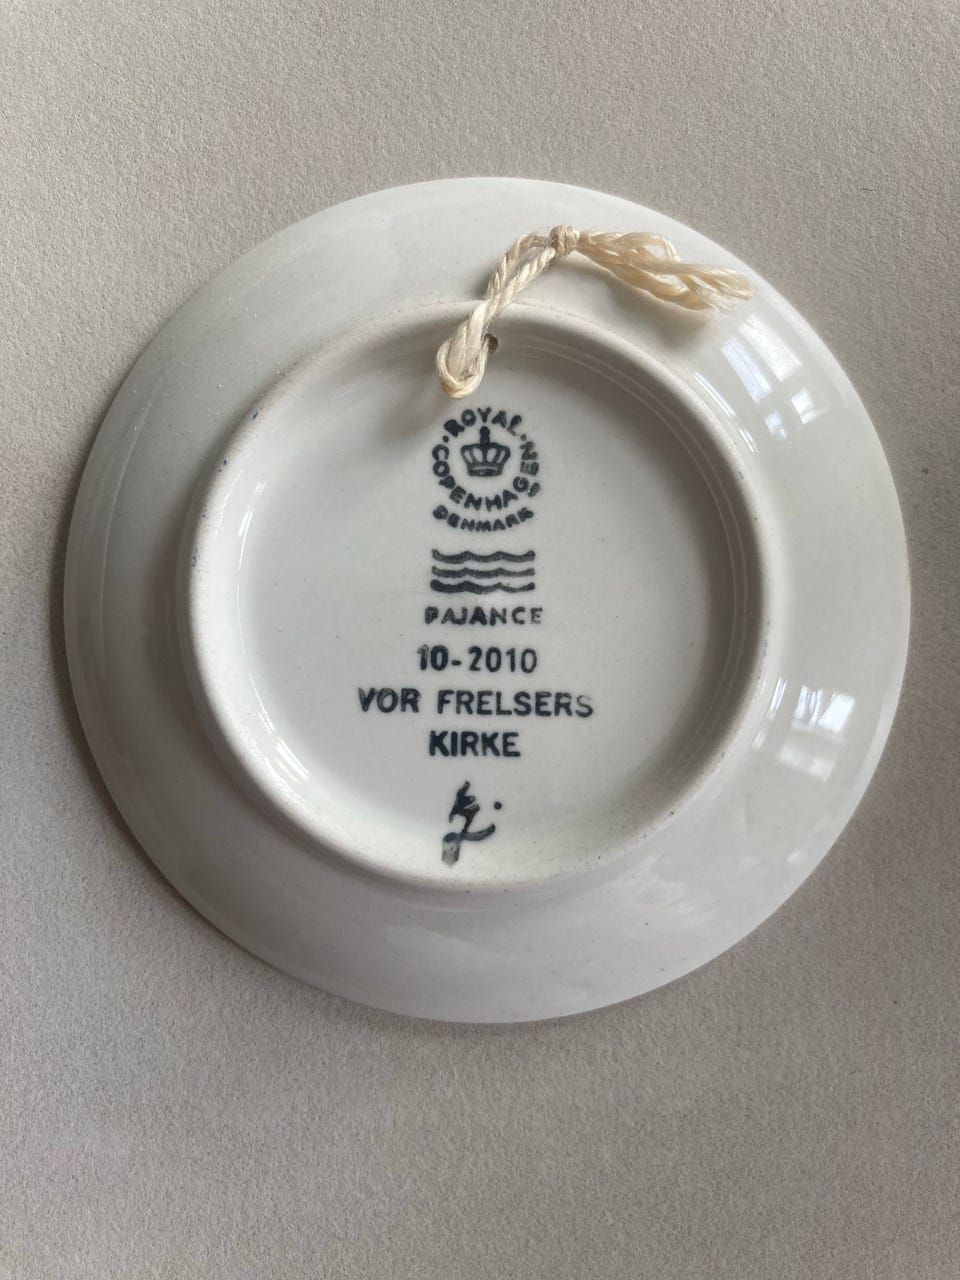 ROYAL
COPENHAGEN
DENMARK
FAJANCE
10-2010
VOR FRELSERS
KIRKE